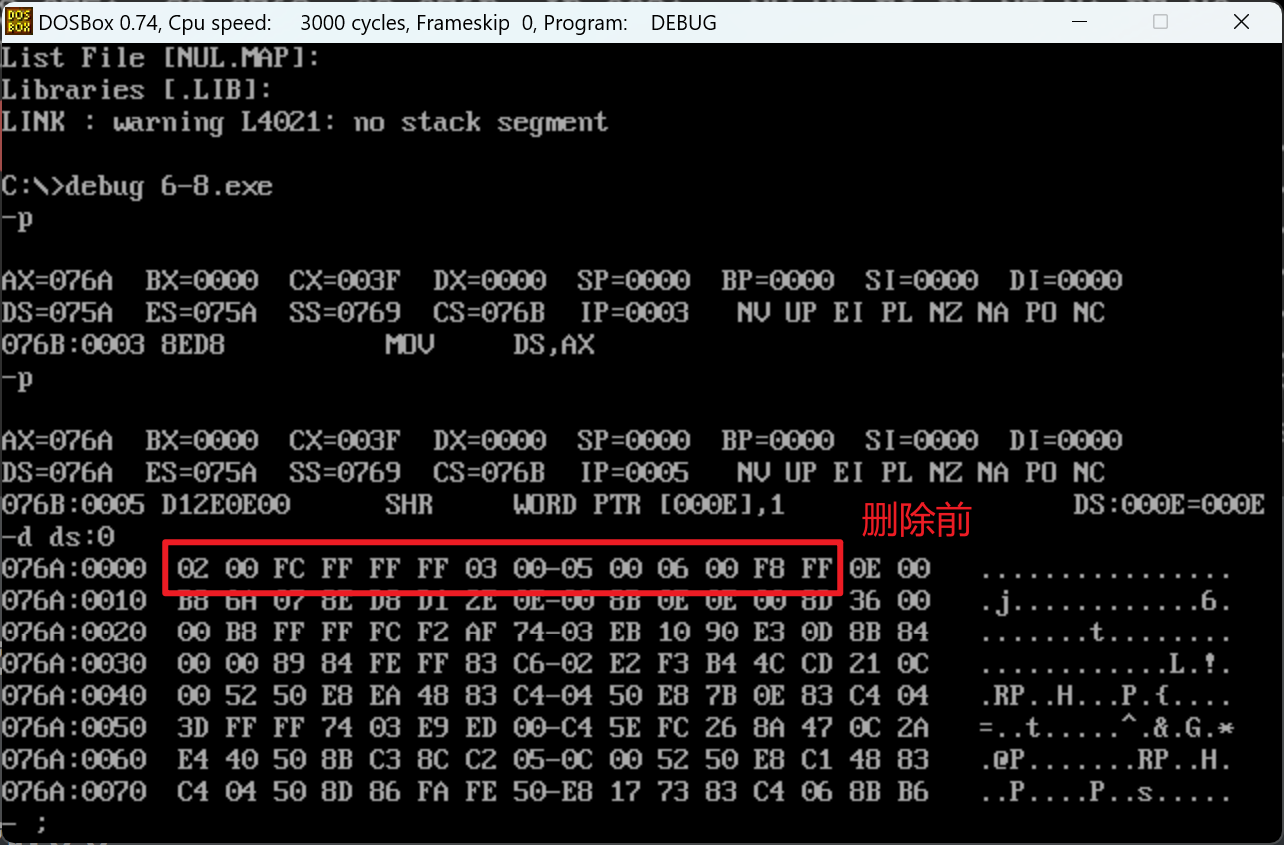 DOS BOX DOSBox 0.74, Cpu speed: 3000 cycles, Frameskip 0, Program: DEBUG
List File [NUL.MAP]:
Libraries [.LIB]:
LINK : warning L4021: no stack segment
C:\>debug 6-8.exe
-p
AX=076A BX=0000 CX=003F DX=0000 SP=0000 BP=0000 SI=0000 DI=0000
DS=075A ES=075A SS=0769 CS=076B IP=0003 NV UP EI PL NZ NA PO NC
076B:0003 8ED8 MOV DS,AX
-p
AX=076A BX=0000 CX=003F DX=0000 SP=0000 BP=0000 SI=0000 DI=0000
DS=076A ES=075A SS=0769 CS=076B IP=0005 NV UP EI PL NZ NA PO NC
076B:0005 D12E0E00 SHR WORD PTR [000E],1 DS:000E=000E
删除前
-d ds:0
076A:0000 02 00 FC FF FF FF 03 00-05 00 06 00 F8 FF 0E 00 ................
076A:0010 B8 6A 07 8E D8 D1 2E 0E-00 8B 0E 0E 00 8D 36 00 .j............6.
076A:0020 00 B8 FF FF FC F2 AF 74-03 EB 10 90 E3 0D 8B 84 .......t........
076A:0030 00 00 89 84 FE FF 83 C6-02 E2 F3 B4 4C CD 21 0C ............L.!.
076A:0040 00 52 50 E8 EA 48 83 C4-04 50 E8 7B 0E 83 C4 04 .RP..H...P.{....
076A:0050 3D FF FF 74 03 E9 ED 00-C4 5E FC 26 8A 47 0C 2A =..t.....^.&.G.*
076A:0060 E4 40 50 8B C3 8C C2 05-0C 00 52 50 E8 C1 48 83 .@P.......RP..H.
076A:0070 C4 04 50 8D 86 FA FE 50-E8 17 73 83 C4 06 8B B6 ..P....P..s.....
- ;